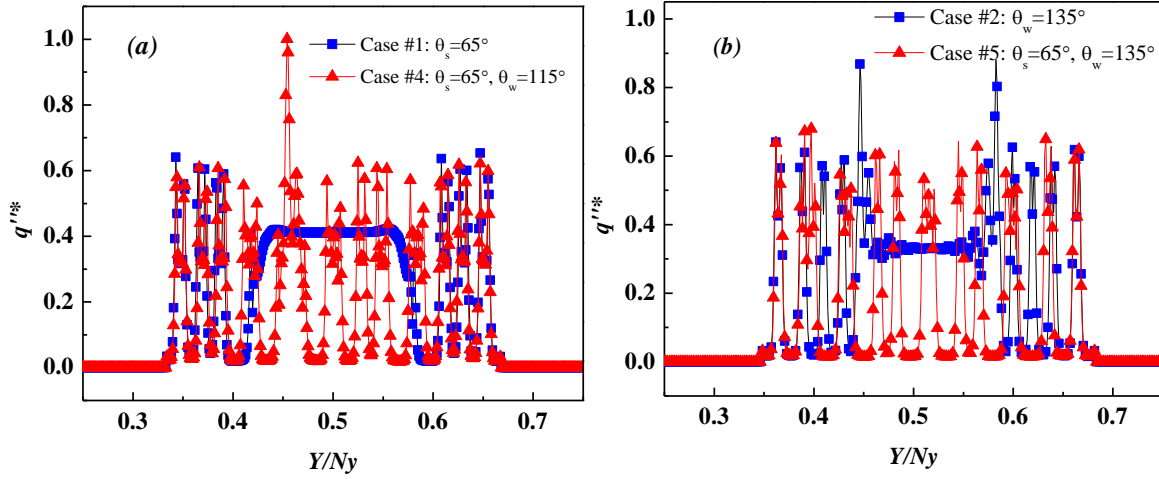 (a)
Case #1: θs=65°
Case #4: θs=65°, θw=115°
1.0
0.8
0.6
0.4
0.2
0.0
q''*
0.3 0.4 0.5 0.6 0.7
Y/Ny
(b)
Case #2: θw=135°
Case #5: θs=65°, θw=135°
1.0
0.8
0.6
0.4
0.2
0.0
q''*
0.3 0.4 0.5 0.6 0.7
Y/Ny